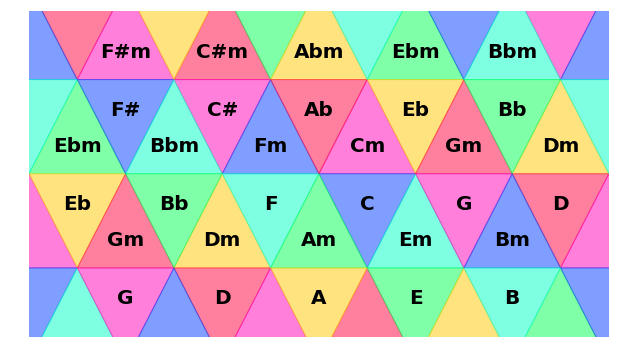 F#m C#m Abm Ebm Bbm
F# C# Ab Eb Bb
Ebm Bbm Fm Cm Gm Dm
Eb Bb F C G D
Gm Dm Am Em Bm
G D A E B